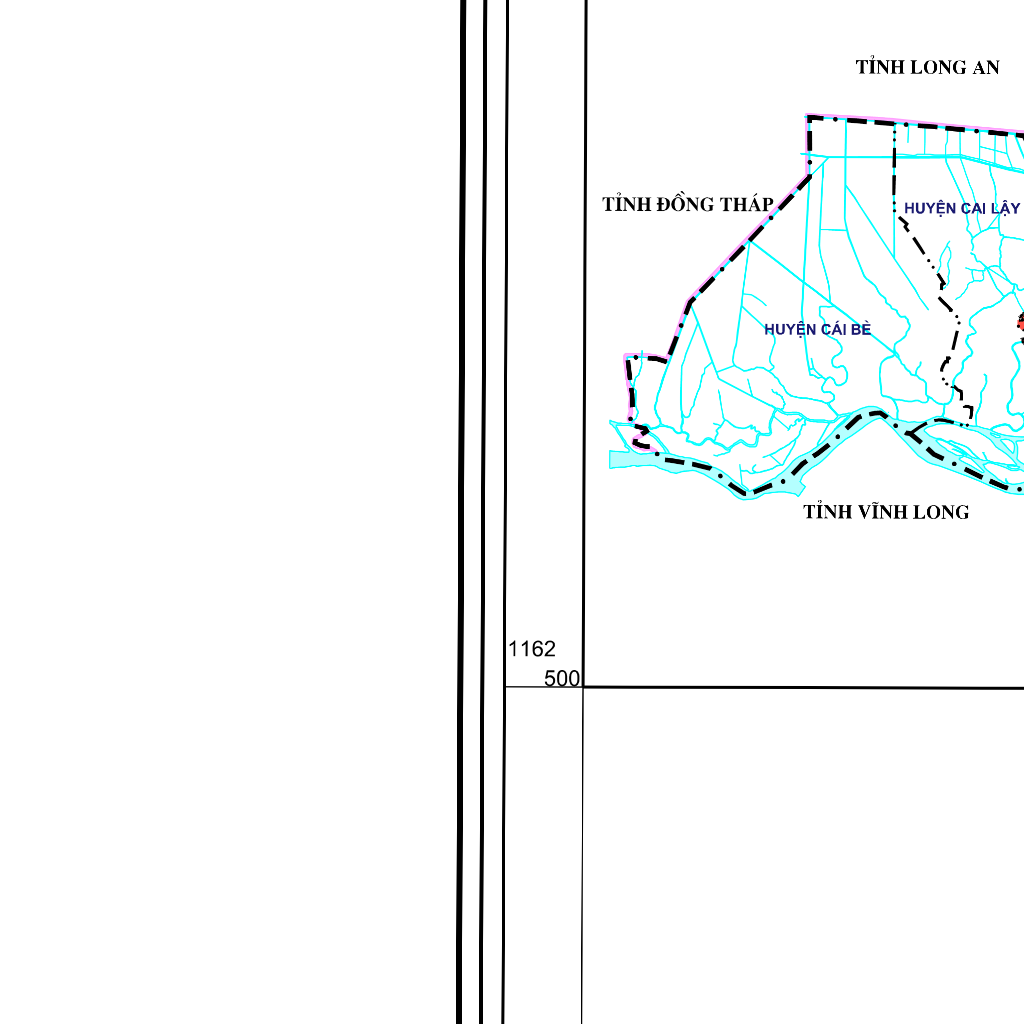 TỈNH LONG AN
TỈNH ĐỒNG THÁP
HUYỆN CAI LẬY
HUYỆN CÁI BÈ
TỈNH VĨNH LONG
1162
500